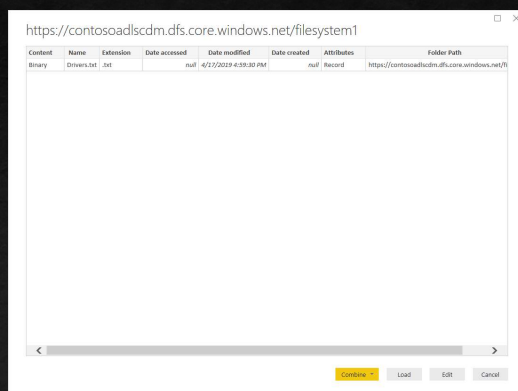 https://contosoadlscdm.dfs.core.windows.net/filesystem1
Content Name Extension Date accessed Date modified Date created Attributes Folder Path
Binary Drivers.txt .txt null 4/17/2019 4:59:30 PM null Record https://contosoadlscdm.dfs.core.windows.net/fi
Combine Load Edit Cancel